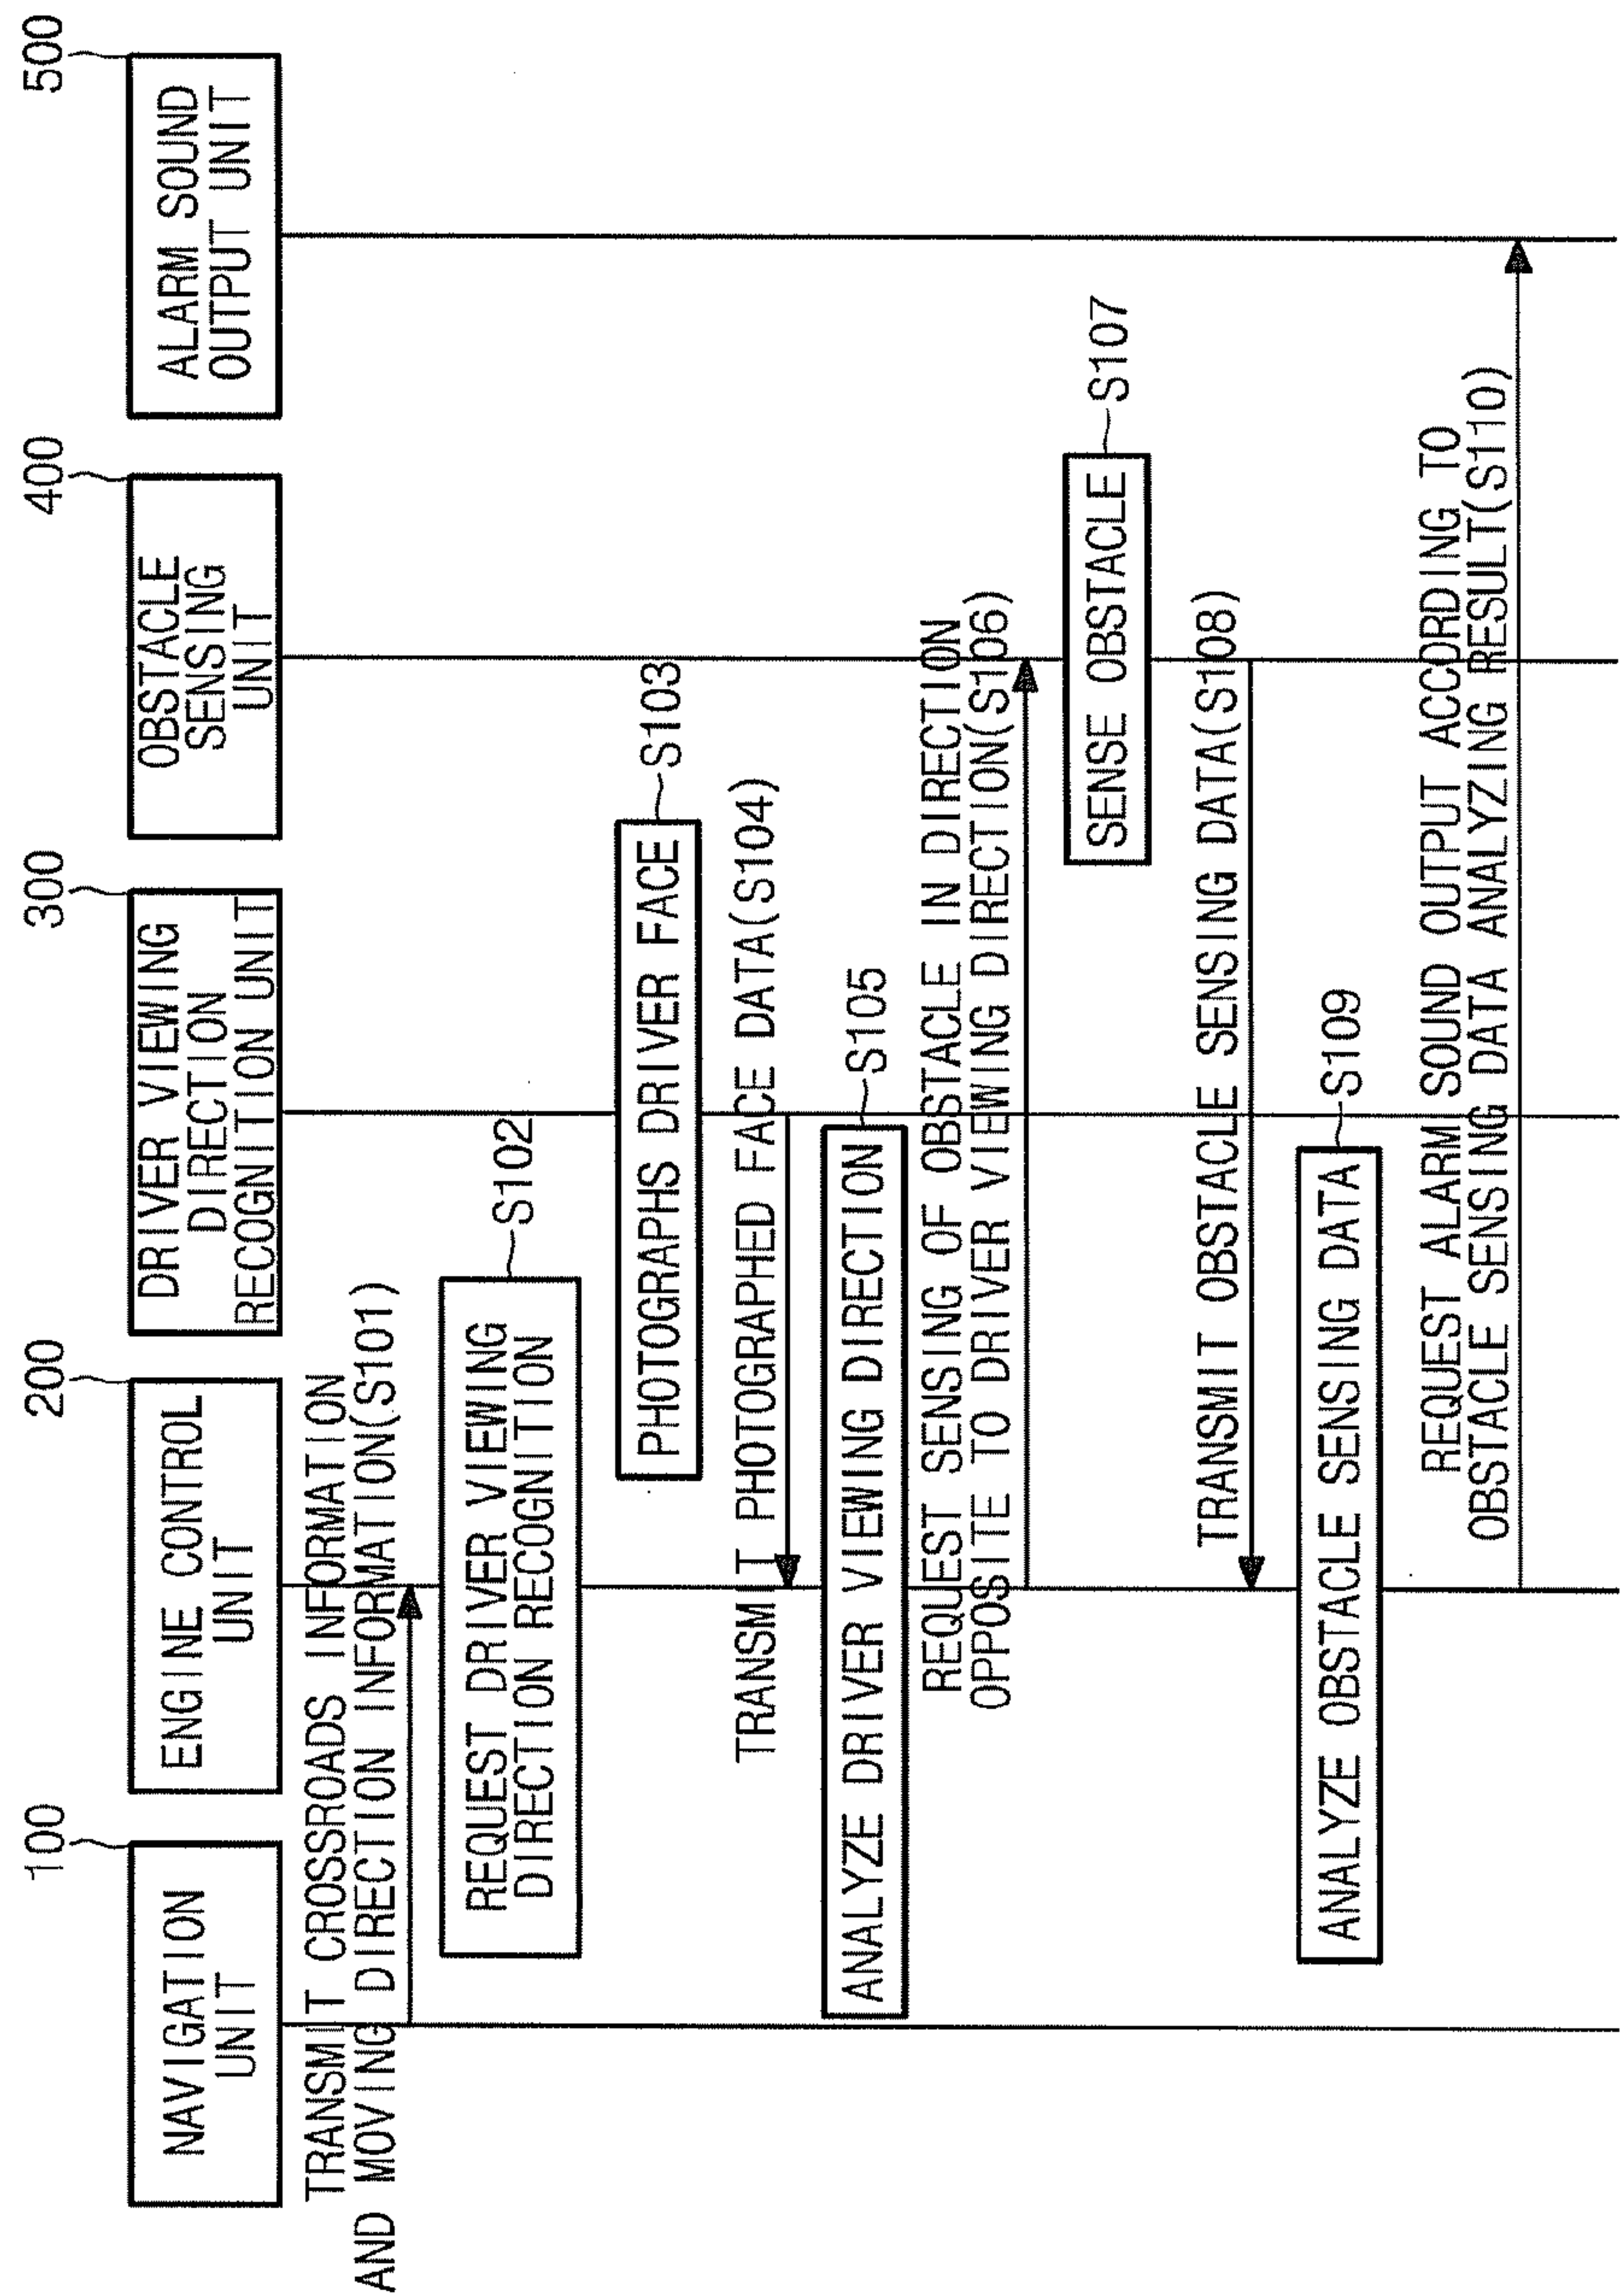 100
NAVIGATION
UNIT
200
ENGINE CONTROL
UNIT
300
DRIVER VIEWING
DIRECTION
RECOGNITION UNIT
400
OBSTACLE
SENSING
UNIT
500
ALARM SOUND
OUTPUT UNIT
TRANSMIT CROSSROADS INFORMATION
AND MOVING DIRECTION INFORMATION(S101)
REQUEST DRIVER VIEWING
DIRECTION RECOGNITION
S102
PHOTOGRAPHS DRIVER FACE
S103
TRANSMIT PHOTOGRAPHED FACE DATA(S104)
ANALYZE DRIVER VIEWING DIRECTION
S105
REQUEST SENSING OF OBSTACLE IN DIRECTION
OPPOSITE TO DRIVER VIEWING DIRECTION(S106)
SENSE OBSTACLE
S107
TRANSMIT OBSTACLE SENSING DATA(S108)
ANALYZE OBSTACLE SENSING DATA
S109
REQUEST ALARM SOUND OUTPUT ACCORDING TO
OBSTACLE SENSING DATA ANALYZING RESULT(S110)